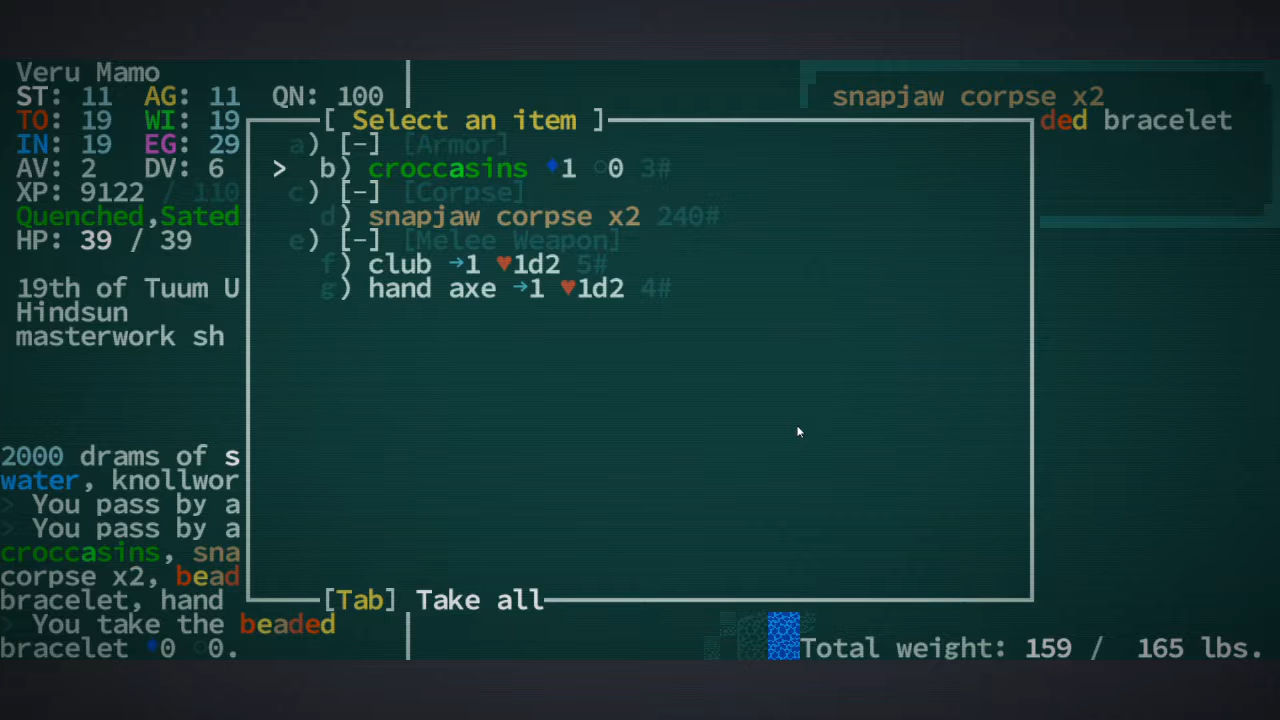 Veru Mamo
ST: 11 AG: 11 QN: 100
TO: 19 WI: 19
IN: 19 EG: 29
AV: 2 DV: 6
XP: 9122 / 110
Quenched,Sated
HP: 39 / 39
19th of Tuum U
Hindsun
masterwork sh
2000 drams of s
water, knollwor
> You pass by a
> You pass by a
croccasins, sna
corpse x2, bead
bracelet, hand
> You take the beaded
bracelet ♦0 ○0.
[ Select an item ]
a) [-] [Armor]
> b) croccasins ♦1 ○0 3#
c) [-] [Corpse]
d) snapjaw corpse x2 240#
e) [-] [Melee Weapon]
f) club →1 ♥1d2 5#
g) hand axe →1 ♥1d2 4#
[Tab] Take all
snapjaw corpse x2
ded bracelet
Total weight: 159 / 165 lbs.